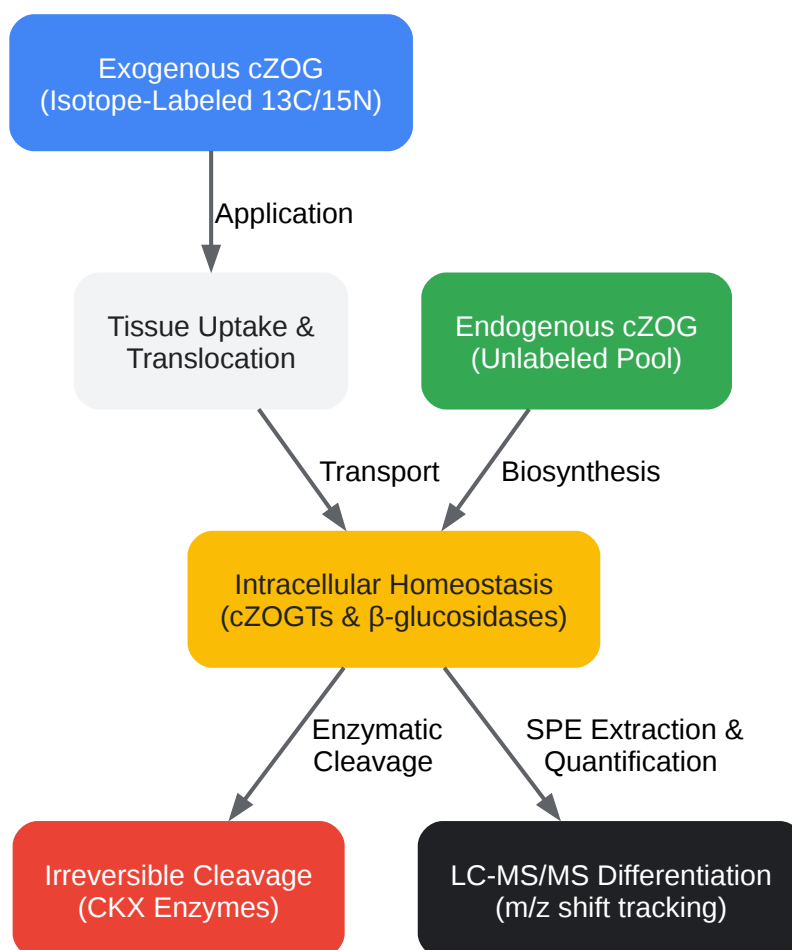 Exogenous cZOG
(Isotope-Labeled 13C/15N)
Application
Tissue Uptake &
Translocation
Endogenous cZOG
(Unlabeled Pool)
Transport
Biosynthesis
Intracellular Homeostasis
(cZOGTs & β-glucosidases)
Enzymatic
Cleavage
SPE Extraction &
Quantification
Irreversible Cleavage
(CKX Enzymes)
LC-MS/MS Differentiation
(m/z shift tracking)